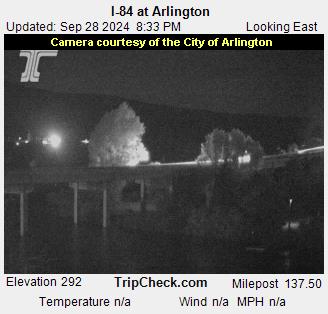 I-84 at Arlington
Updated: Sep 28 2024 8:33 PM Looking East
Camera courtesy of the City of Arlington
Elevation 292 TripCheck.com Milepost 137.50
Temperature n/a Wind n/a MPH n/a